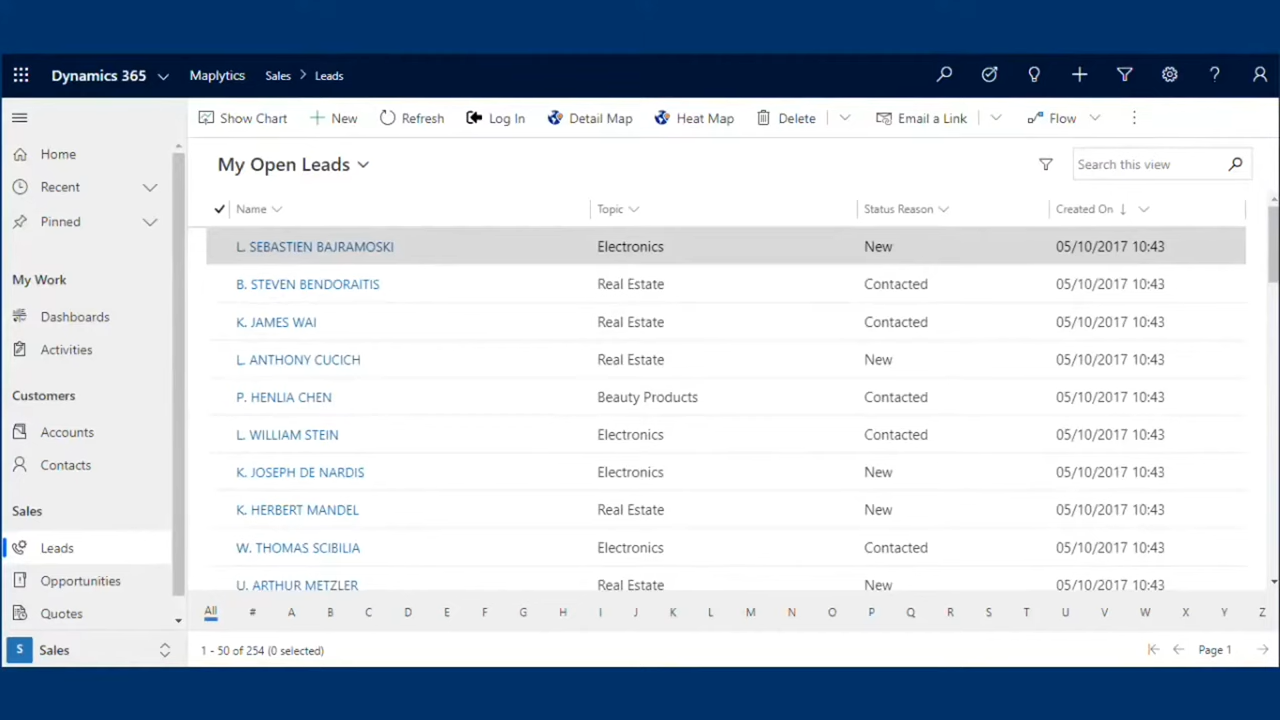 Dynamics 365 Maplytics Sales > Leads
Show Chart New Refresh Log In Detail Map Heat Map Delete Email a Link Flow
Home
Recent
Pinned
My Work
Dashboards
Activities
Customers
Accounts
Contacts
Sales
Leads
Opportunities
Quotes
S Sales
My Open Leads Search this view
Name Topic Status Reason Created On ↓
L. SEBASTIEN BAJRAMOSKI Electronics New 05/10/2017 10:43
B. STEVEN BENDORAITIS Real Estate Contacted 05/10/2017 10:43
K. JAMES WAI Real Estate Contacted 05/10/2017 10:43
L. ANTHONY CUCICH Real Estate New 05/10/2017 10:43
P. HENLIA CHEN Beauty Products Contacted 05/10/2017 10:43
L. WILLIAM STEIN Electronics Contacted 05/10/2017 10:43
K. JOSEPH DE NARDIS Electronics New 05/10/2017 10:43
K. HERBERT MANDEL Real Estate New 05/10/2017 10:43
W. THOMAS SCIBILIA Electronics Contacted 05/10/2017 10:43
U. ARTHUR METZLER Real Estate New 05/10/2017 10:43
All # A B C D E F G H I J K L M N O P Q R S T U V W X Y Z
1 - 50 of 254 (0 selected) Page 1